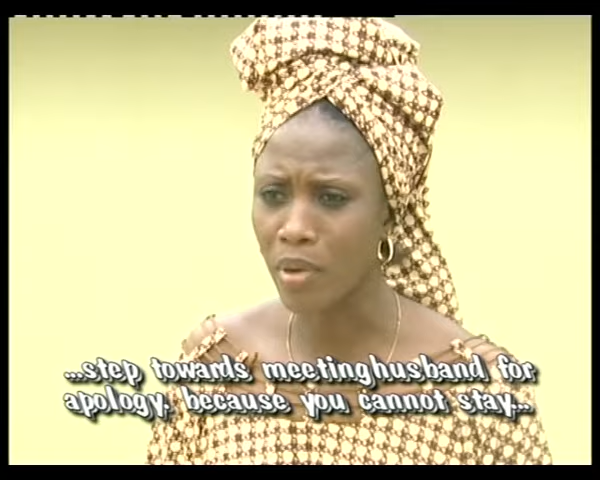 ...step towards meetinghusband for
apology, because you cannot stay...